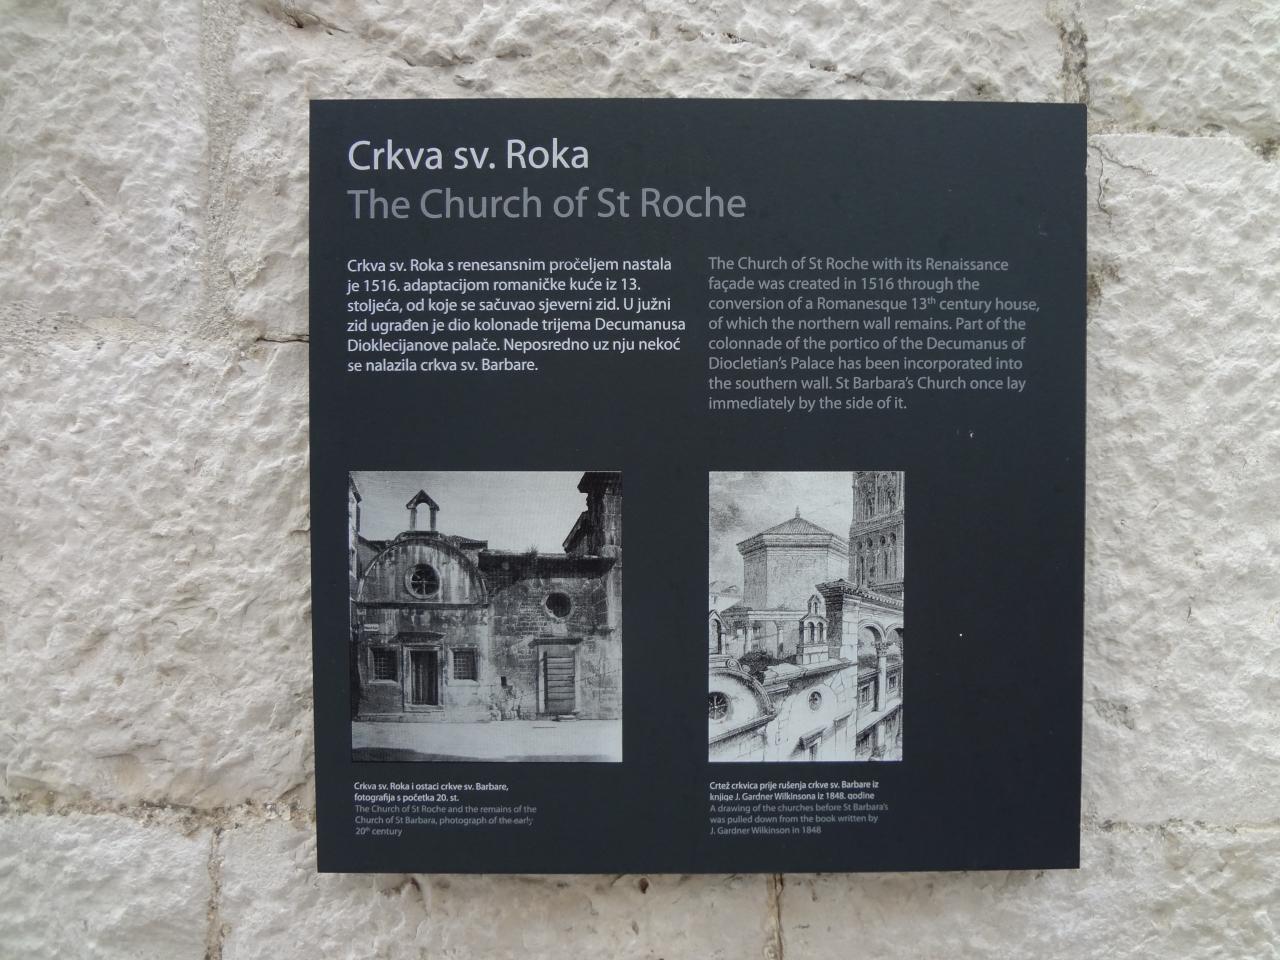 Crkva sv. Roka
The Church of St Roche
Crkva sv. Roka s renesansnim pročeljem nastala
je 1516. adaptacijom romaničke kuće iz 13.
stoljeća, od koje se sačuvao sjeverni zid. U južni
zid ugrađen je dio kolonade trijema Decumanusa
Dioklecijanove palače. Neposredno uz nju nekoć
se nalazila crkva sv. Barbare.
The Church of St Roche with its Renaissance
façade was created in 1516 through the
conversion of a Romanesque 13th century house,
of which the northern wall remains. Part of the
colonnade of the portico of the Decumanus of
Diocletian's Palace has been incorporated into
the southern wall. St Barbara's Church once lay
immediately by the side of it.
Crkva sv. Roka i ostaci crkve sv. Barbare,
fotografija s početka 20. st.
The Church of St Roche and the remains of the
Church of St Barbara, photograph of the early
20th century
Crtež crkvica prije rušenja crkve sv. Barbare iz
knjige J. Gardner Wilkinsona iz 1848. godine
A drawing of the churches before St Barbara's
was pulled down from the book written by
J. Gardner Wilkinson in 1848